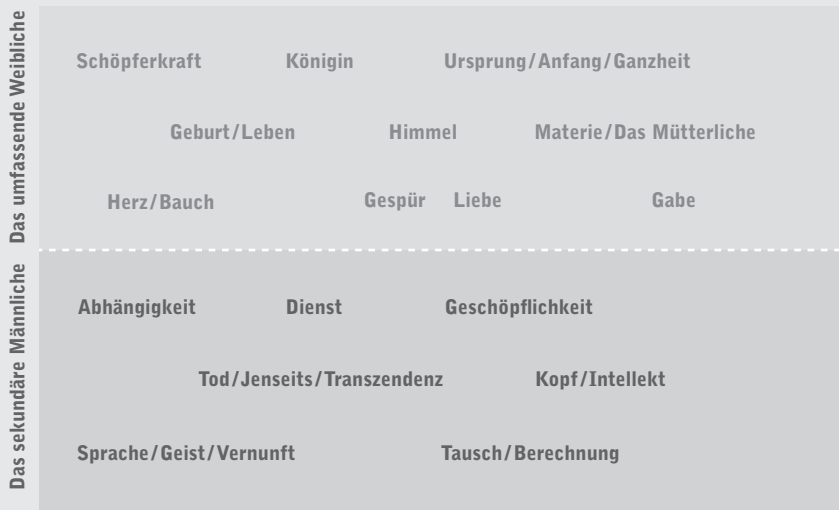 Das umfassende Weibliche
Schöpferkraft Königin Ursprung/Anfang/Ganzheit
Geburt/Leben Himmel Materie/Das Mütterliche
Herz/Bauch Gespür Liebe Gabe
Das sekundäre Männliche
Abhängigkeit Dienst Geschöpflichkeit
Tod/Jenseits/Transzendenz Kopf/Intellekt
Sprache/Geist/Vernunft Tausch/Berechnung